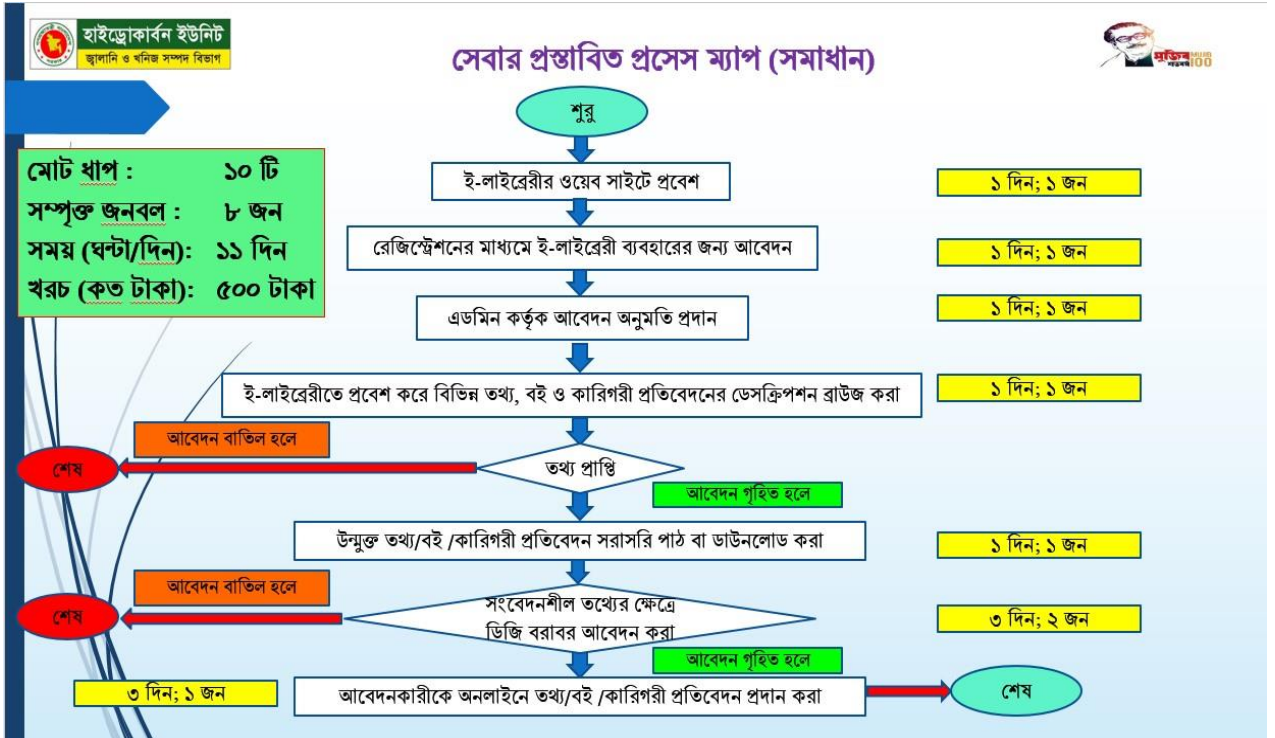 হাইড্রোকার্বন ইউনিট
জ্বালানি ও খনিজ সম্পদ বিভাগ
সেবার প্রস্তাবিত প্রসেস ম্যাপ (সমাধান)
মুজিব MUJIB
শতবর্ষ 100
শুরু
মোট ধাপ : ১০ টি
সম্পৃক্ত জনবল : ৮ জন
সময় (ঘন্টা/দিন): ১১ দিন
খরচ (কত টাকা): ৫০০ টাকা
ই-লাইব্রেরীর ওয়েব সাইটে প্রবেশ
১ দিন; ১ জন
রেজিস্ট্রেশনের মাধ্যমে ই-লাইব্রেরী ব্যবহারের জন্য আবেদন
১ দিন; ১ জন
এডমিন কর্তৃক আবেদন অনুমতি প্রদান
১ দিন; ১ জন
ই-লাইব্রেরীতে প্রবেশ করে বিভিন্ন তথ্য, বই ও কারিগরী প্রতিবেদনের ডেসক্রিপশন ব্রাউজ করা
১ দিন; ১ জন
আবেদন বাতিল হলে
শেষ
তথ্য প্রাপ্তি
আবেদন গৃহিত হলে
উন্মুক্ত তথ্য/বই /কারিগরী প্রতিবেদন সরাসরি পাঠ বা ডাউনলোড করা
১ দিন; ১ জন
আবেদন বাতিল হলে
শেষ
সংবেদনশীল তথ্যের ক্ষেত্রে
ডিজি বরাবর আবেদন করা
৩ দিন; ২ জন
আবেদন গৃহিত হলে
৩ দিন; ১ জন
আবেদনকারীকে অনলাইনে তথ্য/বই /কারিগরী প্রতিবেদন প্রদান করা
শেষ